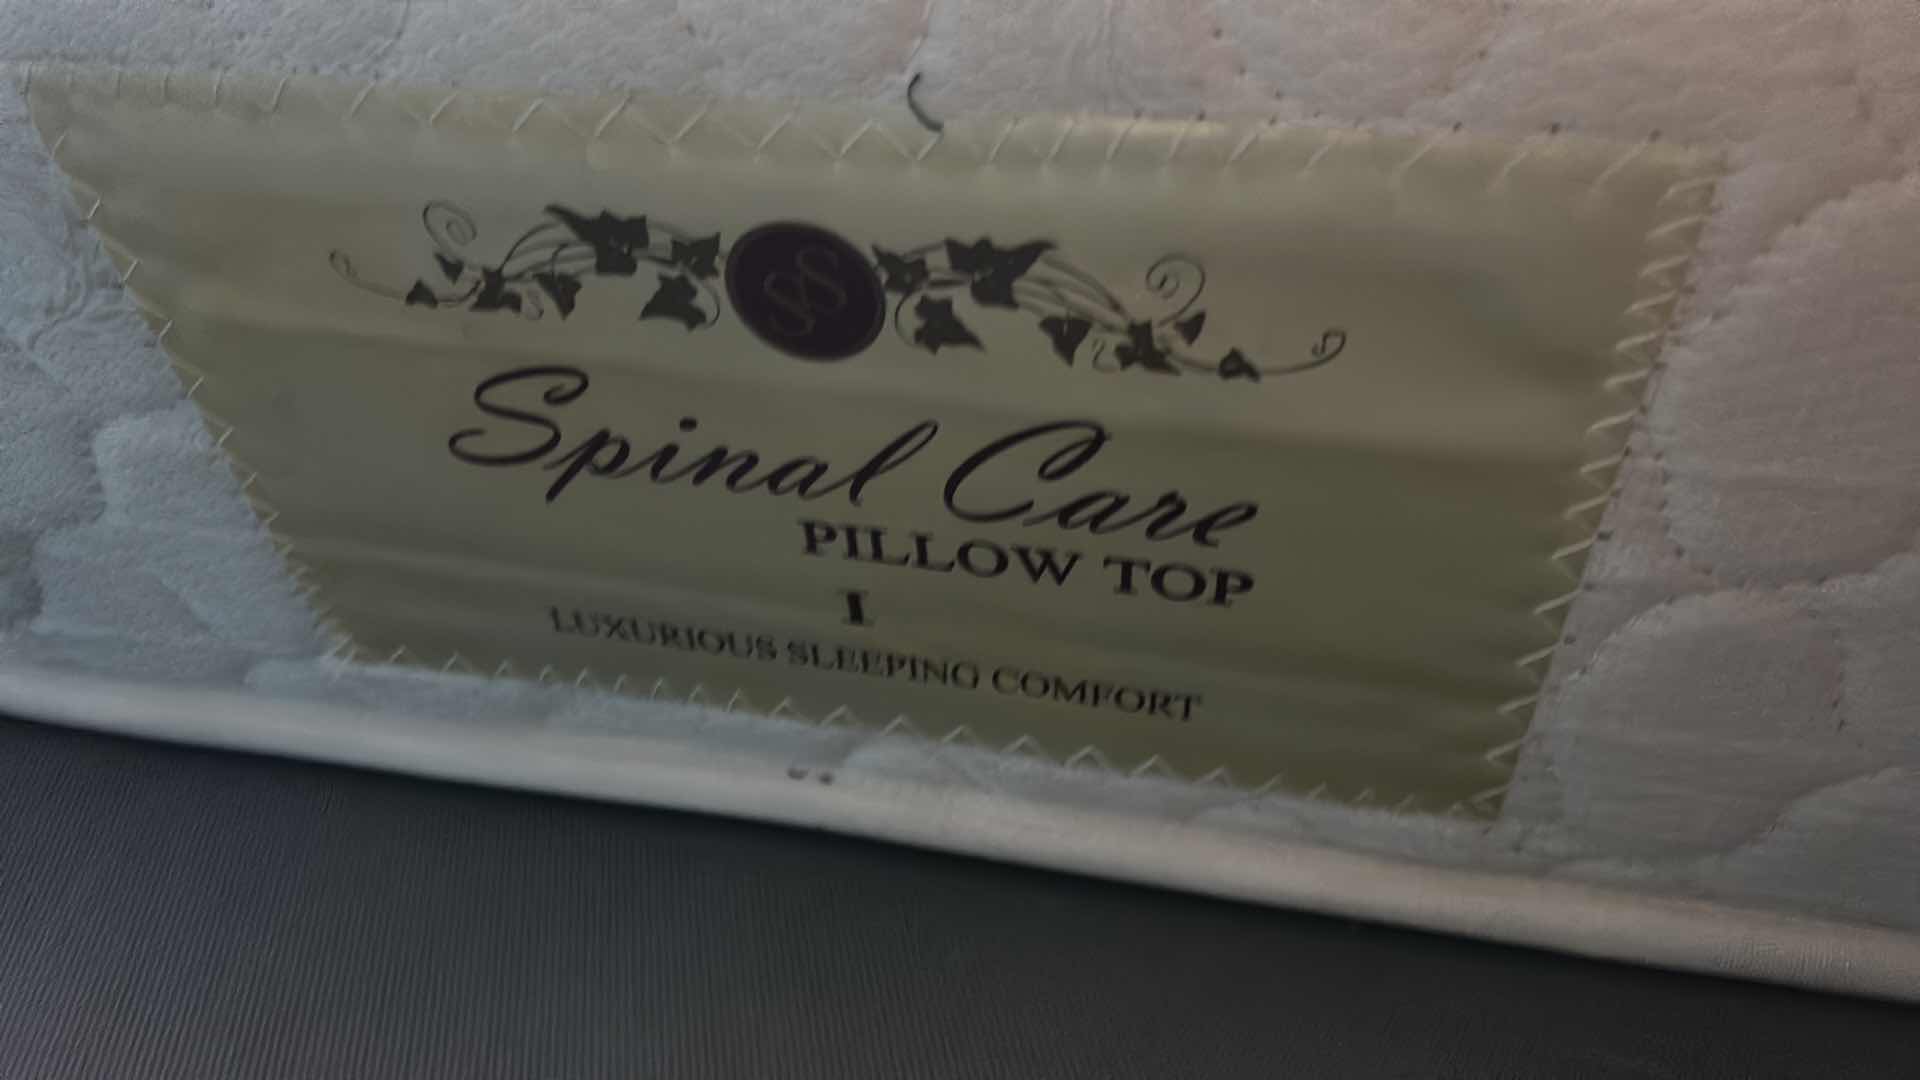 Spinal Care
PILLOW TOP
I
LUXURIOUS SLEEPING COMFORT